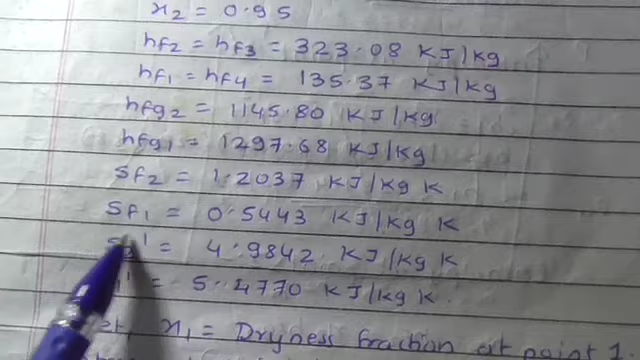 x2 = 0.95
hf2 = hf3 = 323.08 KJ/kg
hf1 = hf4 = 135.37 KJ/kg
hfg2 = 1145.80 KJ/kg
hfg1 = 1297.68 KJ/kg
Sf2 = 1.2037 KJ/kg K
Sf1 = 0.5443 KJ/kg K
= 4.9842 KJ/kg K
= 5.4770 KJ/kg K.
x1 = Dryness fraction at point 1